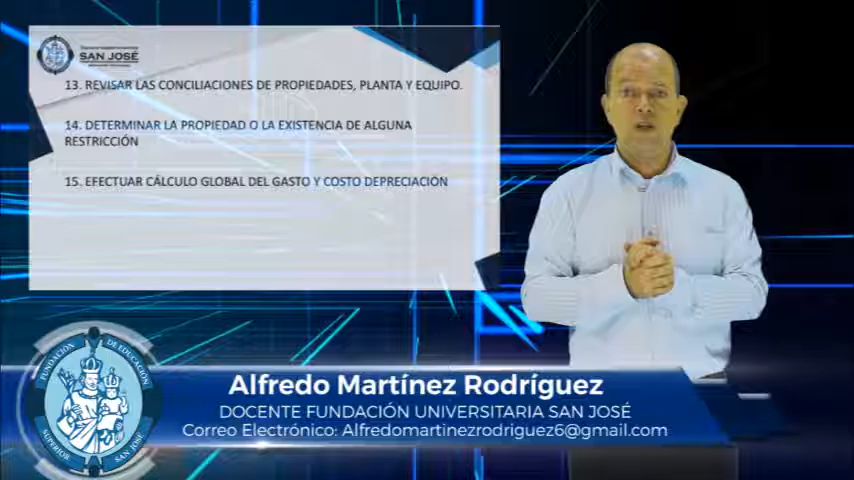 SAN JOSÉ
13. REVISAR LAS CONCILIACIONES DE PROPIEDADES, PLANTA Y EQUIPO.
14. DETERMINAR LA PROPIEDAD O LA EXISTENCIA DE ALGUNA
RESTRICCIÓN
15. EFECTUAR CÁLCULO GLOBAL DEL GASTO Y COSTO DEPRECIACIÓN
FUNDACIÓN
DE EDUCACIÓN
SUPERIOR
SAN JOSÉ
Alfredo Martínez Rodríguez
DOCENTE FUNDACIÓN UNIVERSITARIA SAN JOSÉ
Correo Electrónico: Alfredomartinezrodriguez6@gmail.com